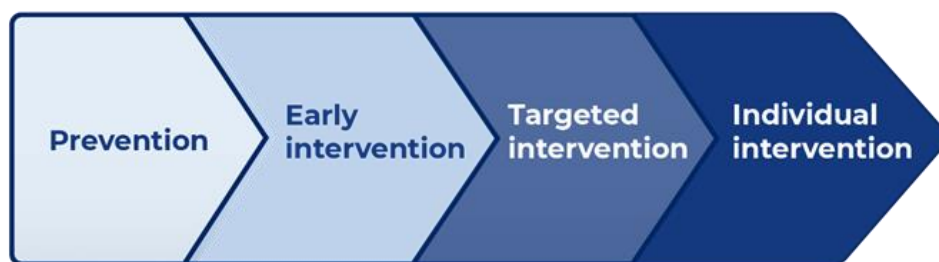 Prevention
Early
intervention
Targeted
intervention
Individual
intervention